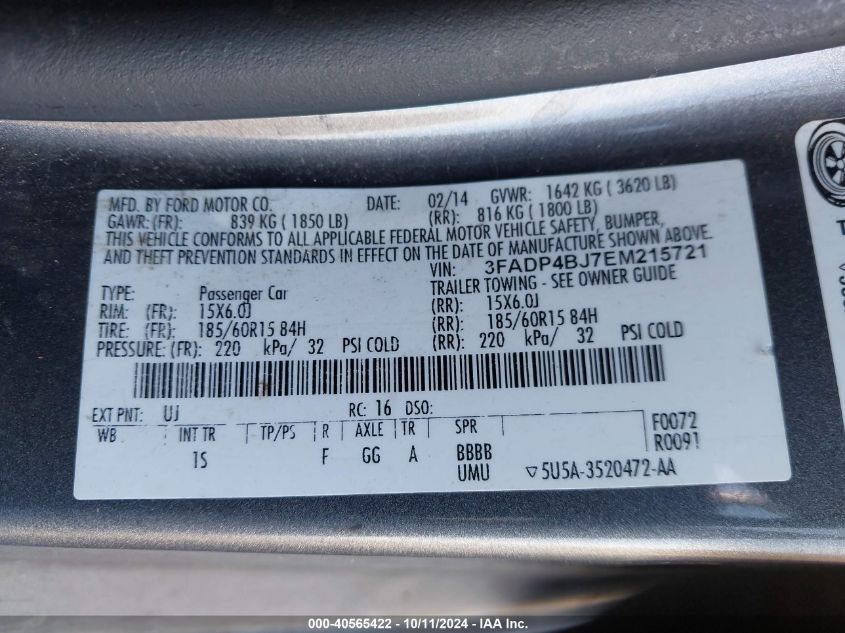 MFD. BY FORD MOTOR CO. DATE: 02/14 GVWR: 1642 KG ( 3620 LB)
GAWR: (FR): 839 KG ( 1850 LB) (RR): 816 KG ( 1800 LB)
THIS VEHICLE CONFORMS TO ALL APPLICABLE FEDERAL MOTOR VEHICLE SAFETY, BUMPER,
AND THEFT PREVENTION STANDARDS IN EFFECT ON THE DATE OF MANUFACTURE SHOWN ABOVE.
VIN: 3FADP4BJ7EM215721
TYPE: Passenger Car TRAILER TOWING - SEE OWNER GUIDE
RIM: (FR): 15X6.0J (RR): 15X6.0J
TIRE: (FR): 185/60R15 84H (RR): 185/60R15 84H
PRESSURE: (FR): 220 kPa/ 32 PSI COLD (RR): 220 kPa/ 32 PSI COLD
EXT PNT: UJ RC: 16 DSO:
WB INT TR TP/PS R AXLE TR SPR F0072
R0091
1S F GG A BBBB
UMU ▽5U5A-3520472-AA
000-40565422 - 10/11/2024 - IAA Inc.